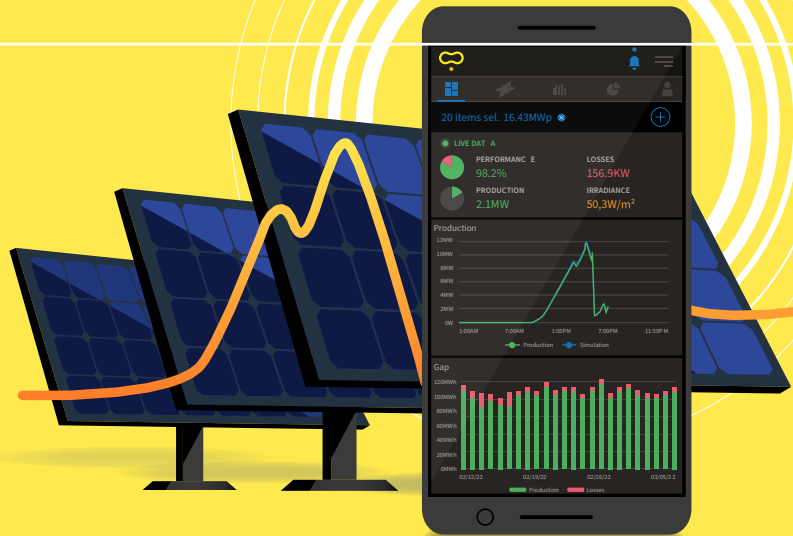 20 items sel. 16.43MWp
LIVE DAT A
PERFORMANC E LOSSES
98.2% 156.9KW
PRODUCTION IRRADIANCE
2.1MW 50,3W/m²
Production
12MW
10MW
8MW
6MW
4MW
2MW
0W
1:00AM 7:00AM 1:00PM 7:00PM 11:59P M
Production Simulation
Gap
120MWh
100MWh
80MWh
60MWh
40MWh
20MWh
0MWh
02/12/22 02/19/22 02/26/22 03/05/2 2
Production Losses